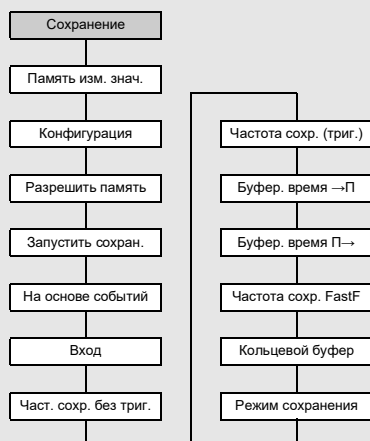 Сохранение
Память изм. знач.
Конфигурация
Разрешить память
Запустить сохран.
На основе событий
Вход
Част. сохр. без триг.
Частота сохр. (триг.)
Буфер. время →П
Буфер. время П→
Частота сохр. FastF
Кольцевой буфер
Режим сохранения